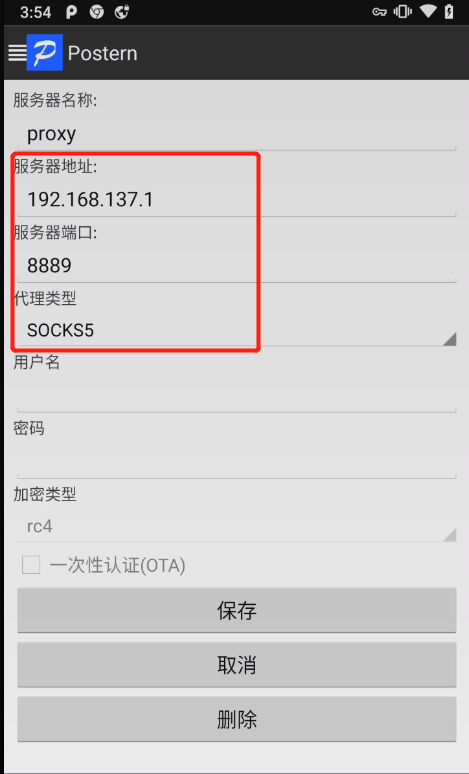 3:54
Postern
服务器名称:
proxy
服务器地址:
192.168.137.1
服务器端口:
8889
代理类型
SOCKS5
用户名
密码
加密类型
rc4
一次性认证(OTA)
保存
取消
删除